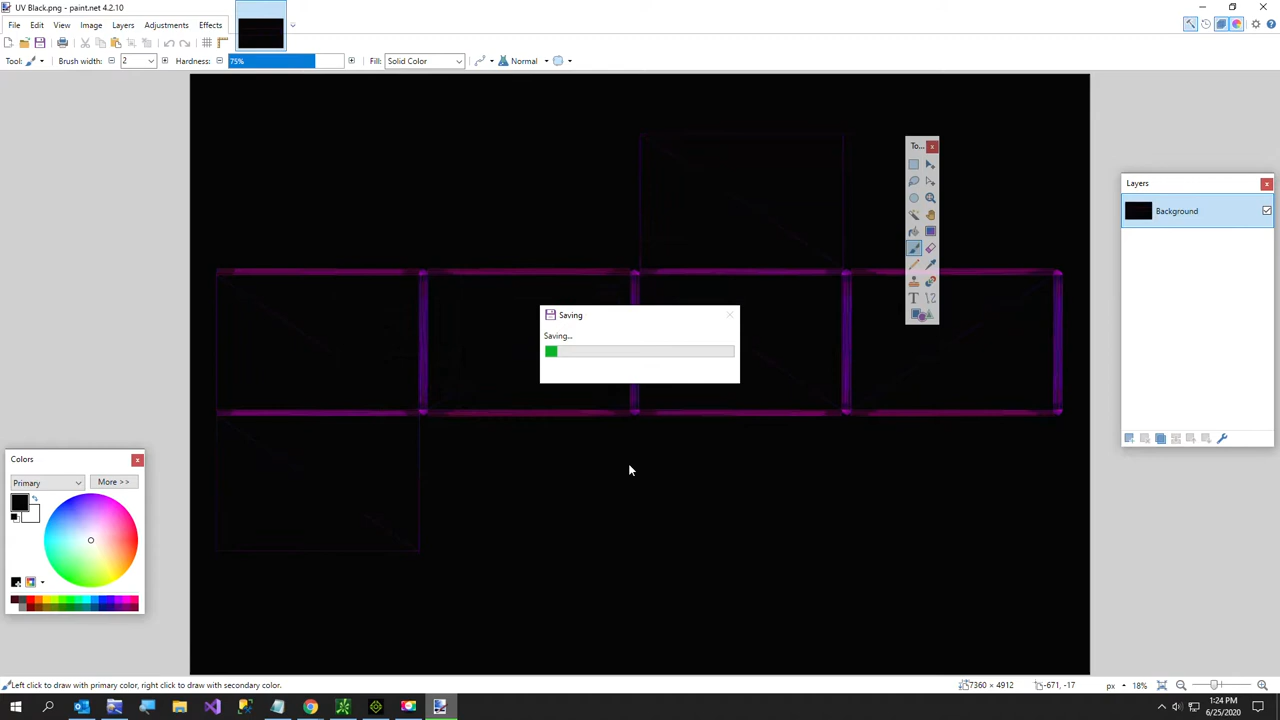 UV Black.png - paint.net 4.2.10
File Edit View Image Layers Adjustments Effects
Tool: Brush width: 2 Hardness: 75% Fill: Solid Color Normal
To...
Layers
Background
Saving
Saving...
T
Colors
Primary
More >>
Left click to draw with primary color, right click to draw with secondary color.
7360 × 4912 -671, -17 px 18%
1:24 PM
6/25/2020